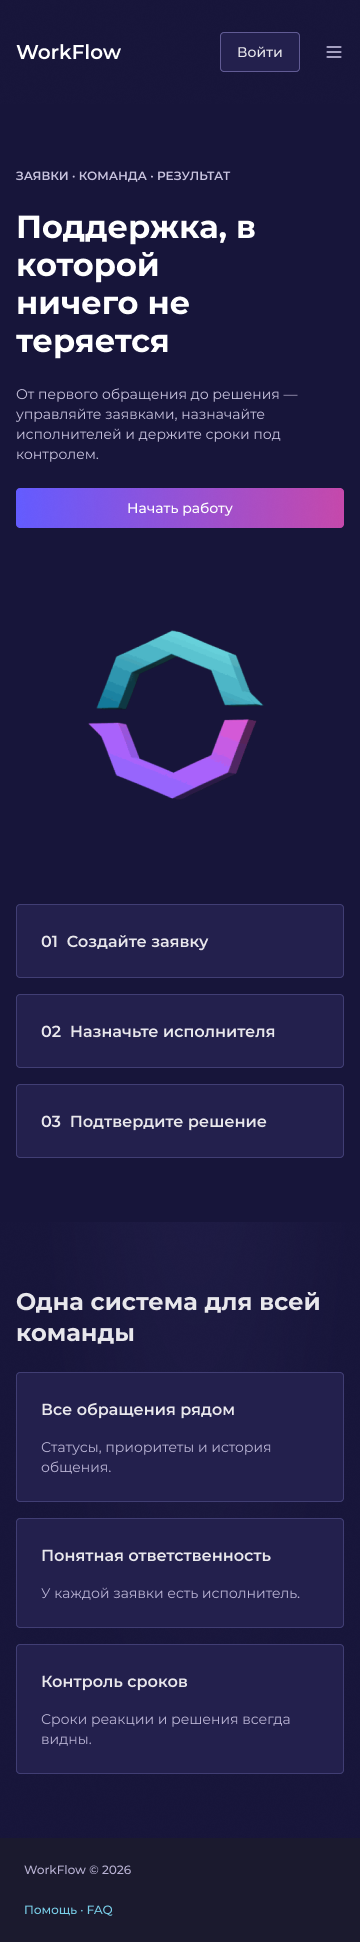 WorkFlow
Войти
ЗАЯВКИ · КОМАНДА · РЕЗУЛЬТАТ
Поддержка, в
которой
ничего не
теряется
От первого обращения до решения —
управляйте заявками, назначайте
исполнителей и держите сроки под
контролем.
Начать работу
01 Создайте заявку
02 Назначьте исполнителя
03 Подтвердите решение
Одна система для всей
команды
Все обращения рядом
Статусы, приоритеты и история
общения.
Понятная ответственность
У каждой заявки есть исполнитель.
Контроль сроков
Сроки реакции и решения всегда
видны.
WorkFlow © 2026
Помощь · FAQ